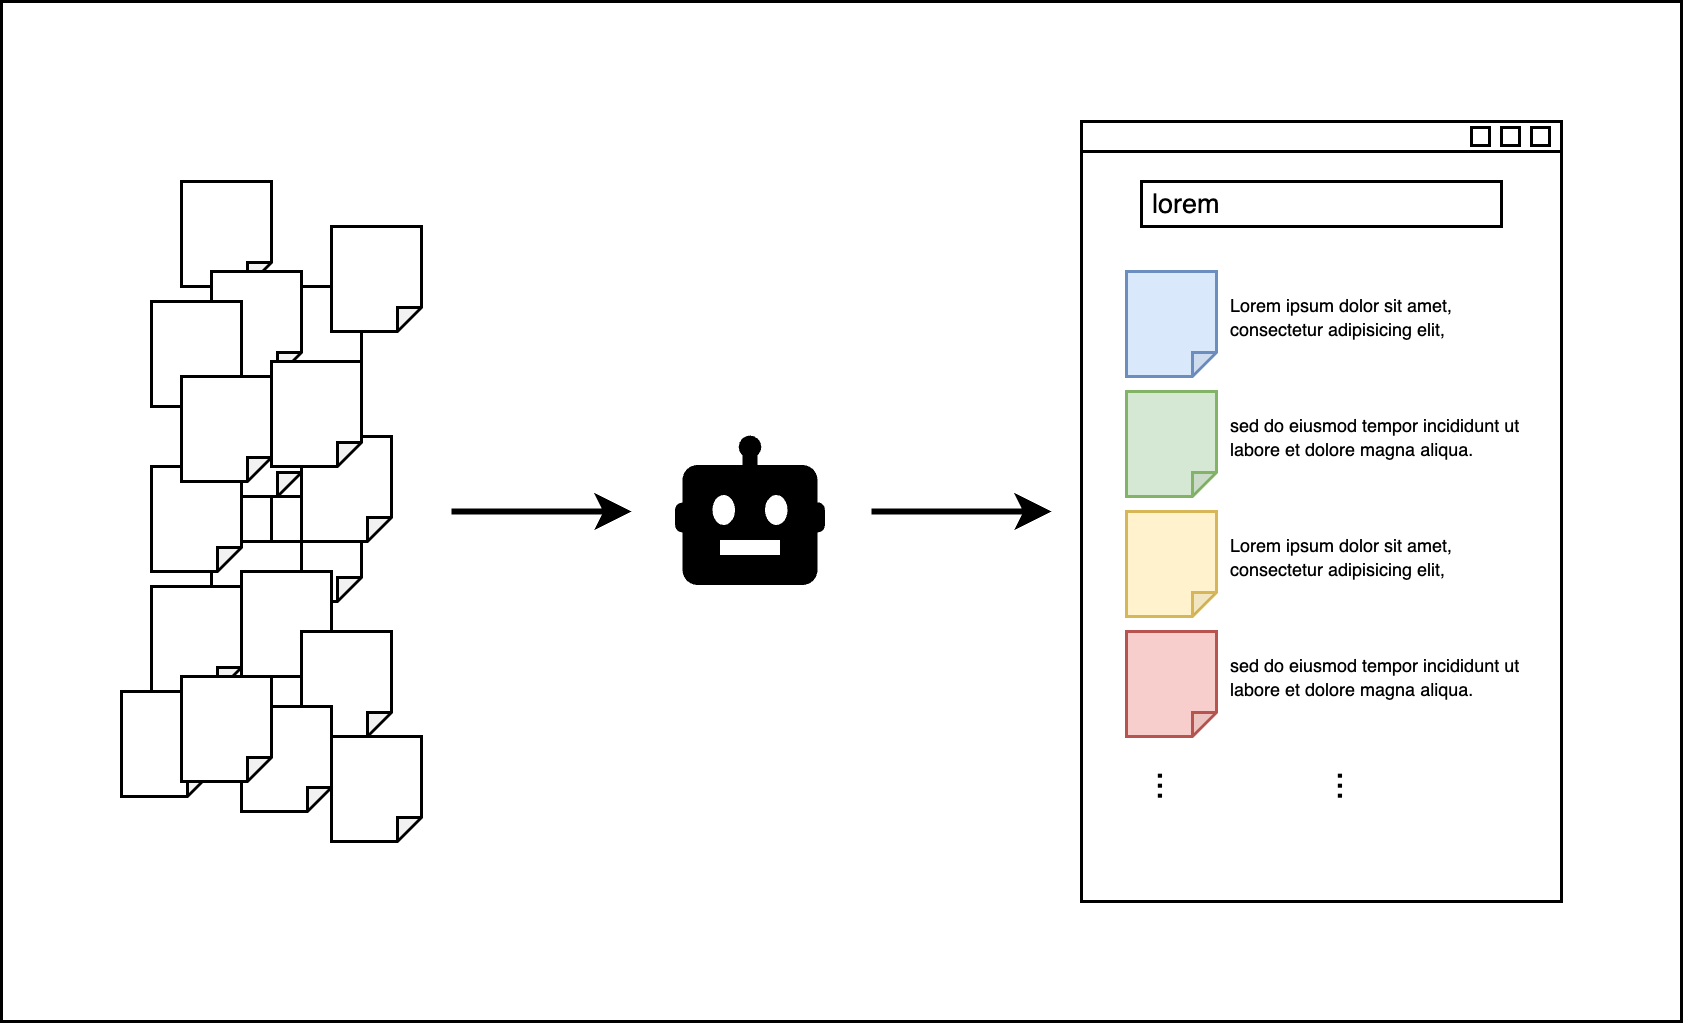 lorem
Lorem ipsum dolor sit amet,
consectetur adipisicing elit,
sed do eiusmod tempor incididunt ut
labore et dolore magna aliqua.
Lorem ipsum dolor sit amet,
consectetur adipisicing elit,
sed do eiusmod tempor incididunt ut
labore et dolore magna aliqua.